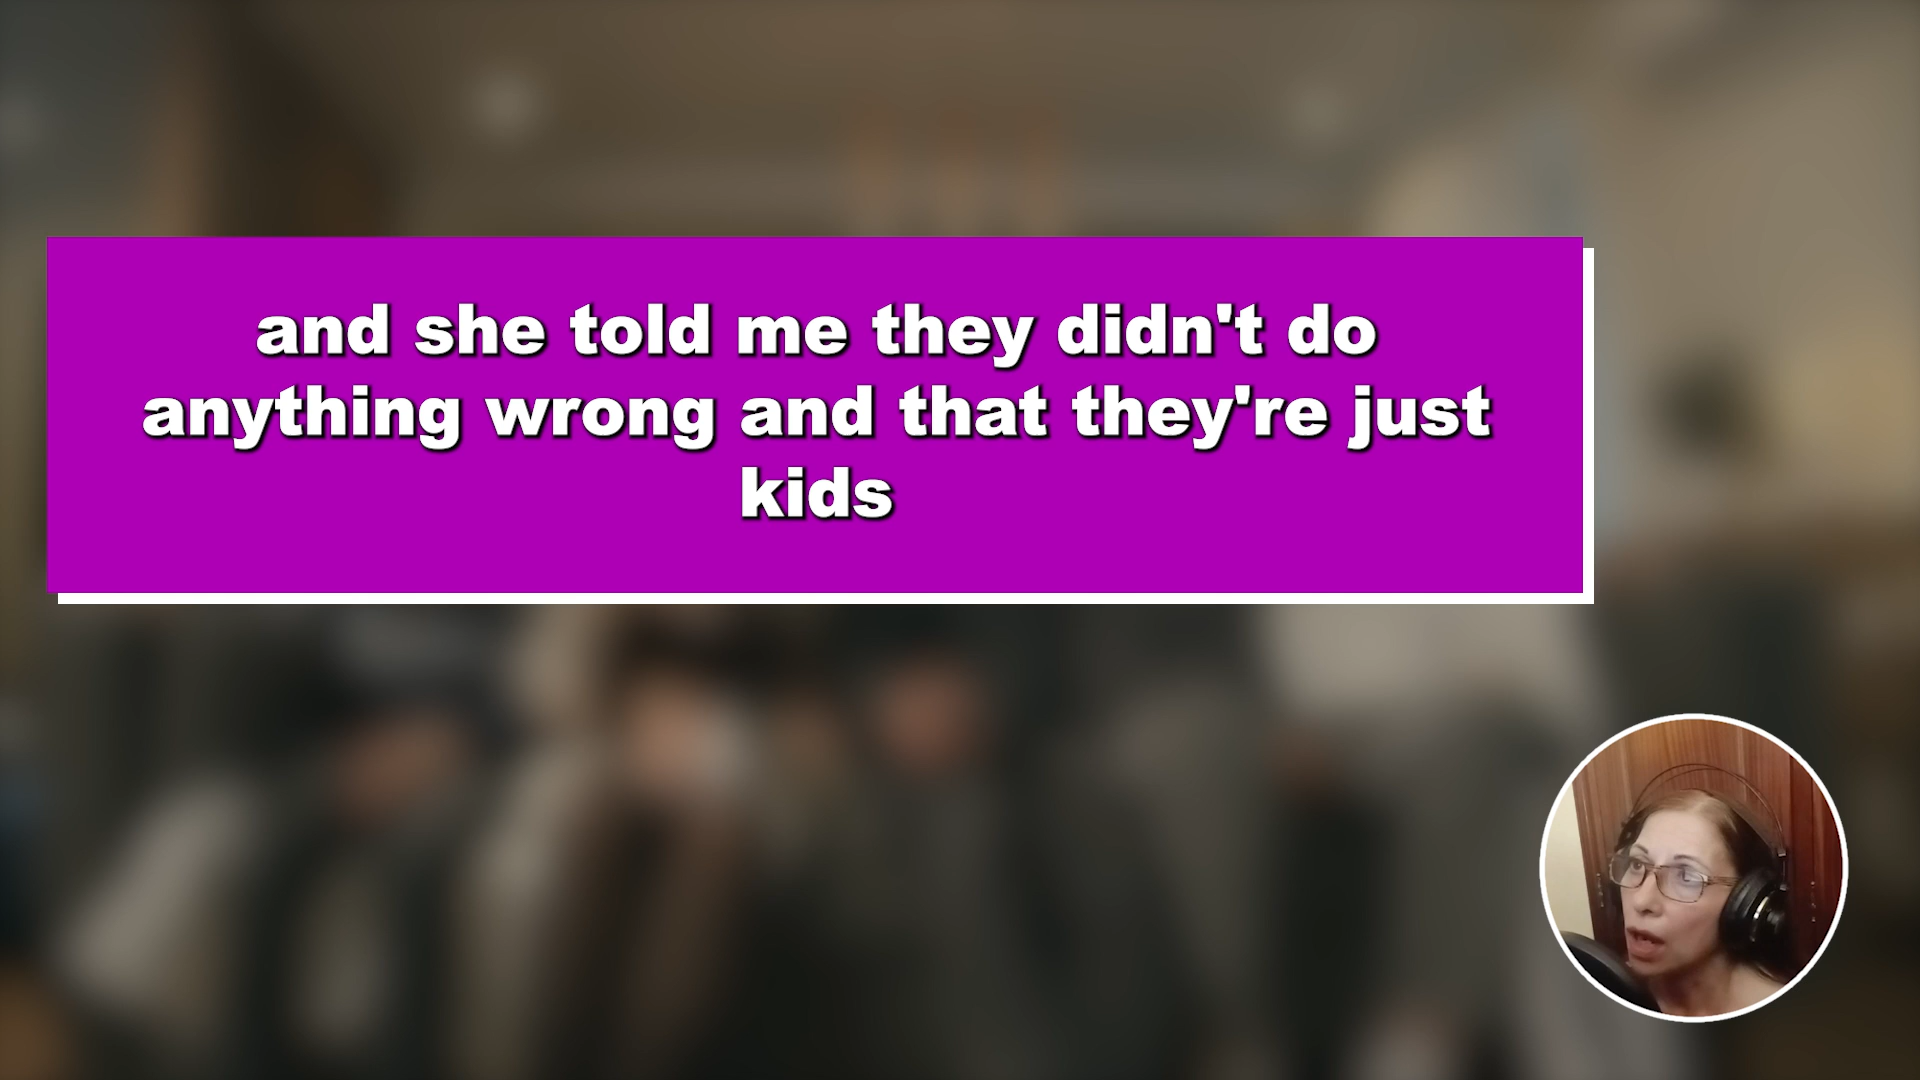 and she told me they didn't do
anything wrong and that they're just
kids